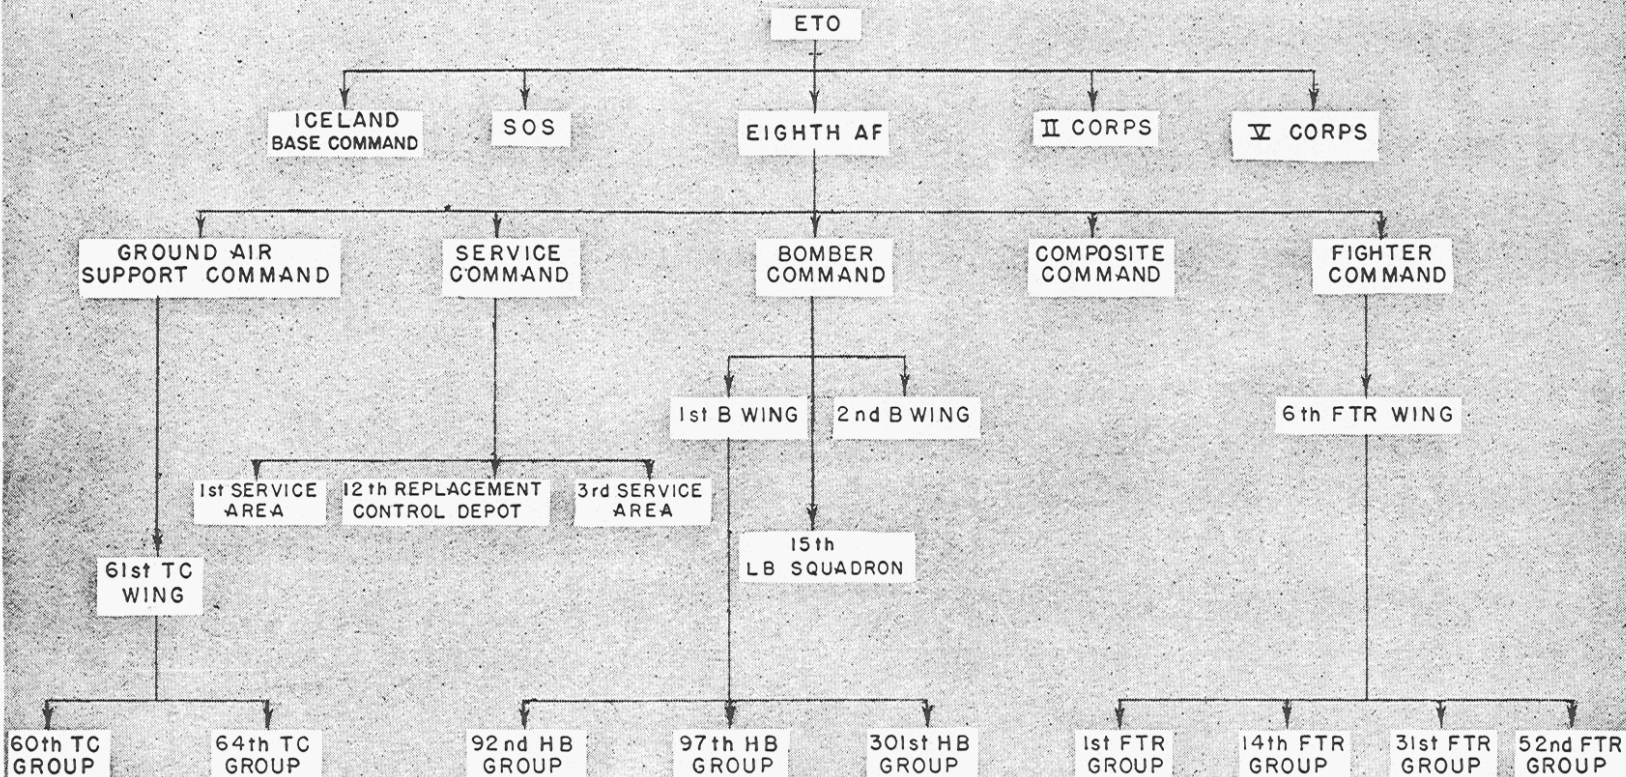 ETO
ICELAND
BASE COMMAND
SOS
EIGHTH AF
II CORPS
V CORPS
GROUND AIR
SUPPORT COMMAND
SERVICE
COMMAND
BOMBER
COMMAND
COMPOSITE
COMMAND
FIGHTER
COMMAND
1st B WING
2nd B WING
6th FTR WING
1st SERVICE
AREA
12th REPLACEMENT
CONTROL DEPOT
3rd SERVICE
AREA
15th
LB SQUADRON
61st TC
WING
60th TC
GROUP
64th TC
GROUP
92nd HB
GROUP
97th HB
GROUP
301st HB
GROUP
1st FTR
GROUP
14th FTR
GROUP
31st FTR
GROUP
52nd FTR
GROUP